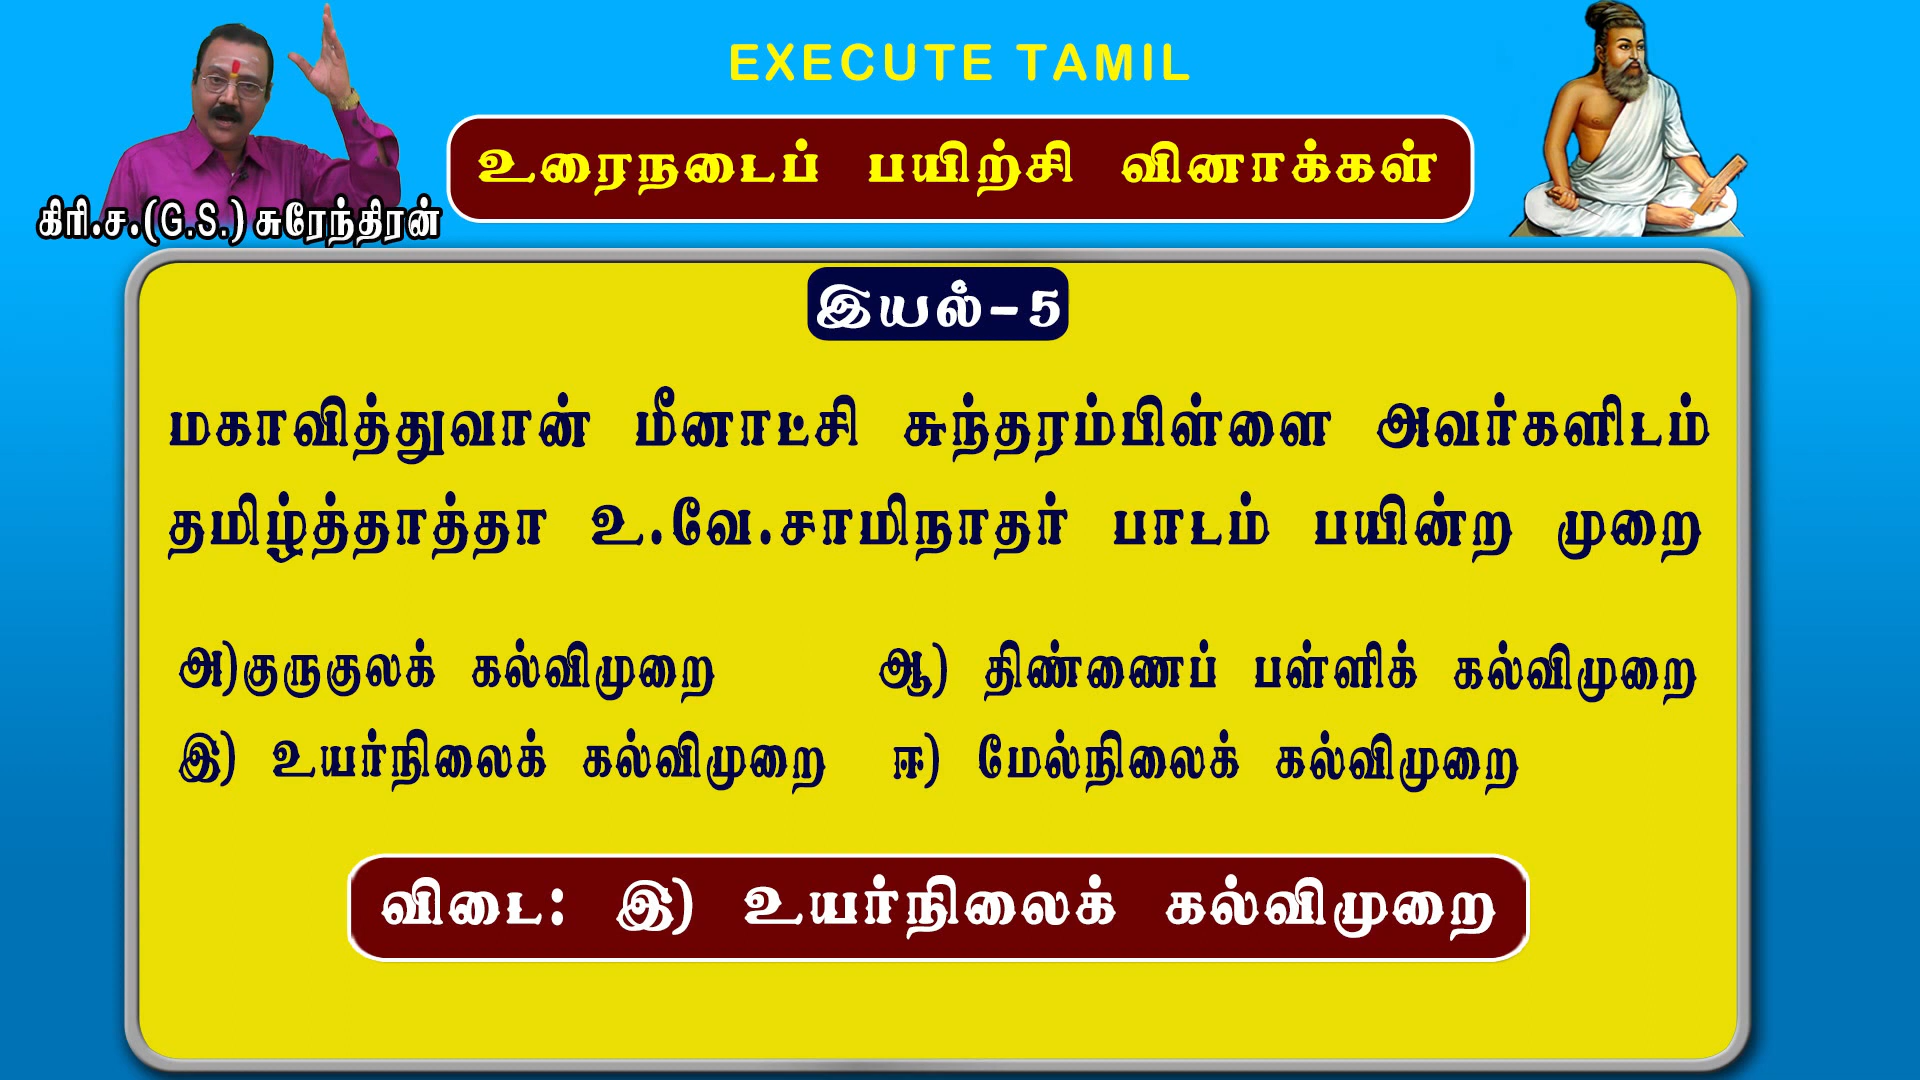 EXECUTE TAMIL
உரைநடைப் பயிற்சி வினாக்கள்
கிரி.ச.(G.S.) சுரேந்திரன்
இயல்-5
மகாவித்துவான் மீனாட்சி சுந்தரம்பிள்ளை அவர்களிடம்
தமிழ்த்தாத்தா உ.வே.சாமிநாதர் பாடம் பயின்ற முறை
அ)குருகுலக் கல்விமுறை ஆ) திண்ணைப் பள்ளிக் கல்விமுறை
இ) உயர்நிலைக் கல்விமுறை ஈ) மேல்நிலைக் கல்விமுறை
விடை: இ) உயர்நிலைக் கல்விமுறை